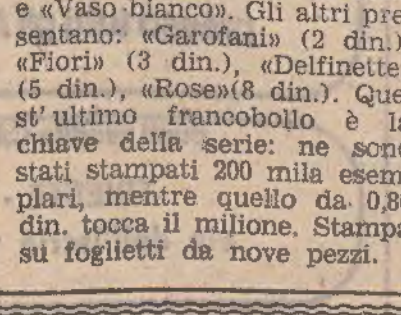 e «Vaso bianco». Gli altri pre
sentano: «Garofani» (2 din.)
«Fiori» (3 din.), «Delfinette
(5 din.), «Rose»(8 din.). Que
st' ultimo francobollo è la
chiave della serie: ne sono
stati stampati 200 mila esem
plari, mentre quello da 0,80
din. tocca il milione. Stampa
su foglietti da nove pezzi.